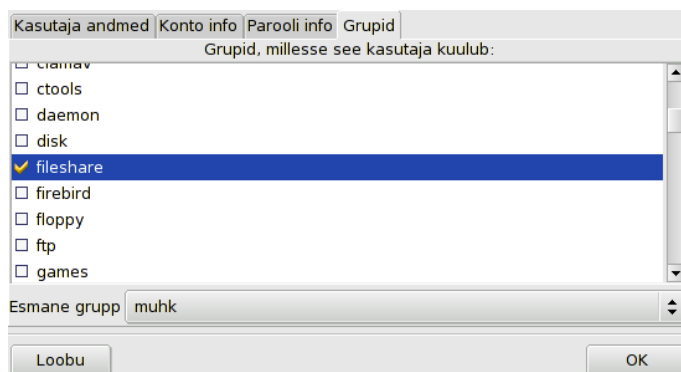 Kasutaja andmed Konto info Parooli info Grupid
Grupid, millesse see kasutaja kuulub:
clamav
ctools
daemon
disk
fileshare
firebird
floppy
ftp
games
Esmane grupp muhk
Loobu OK